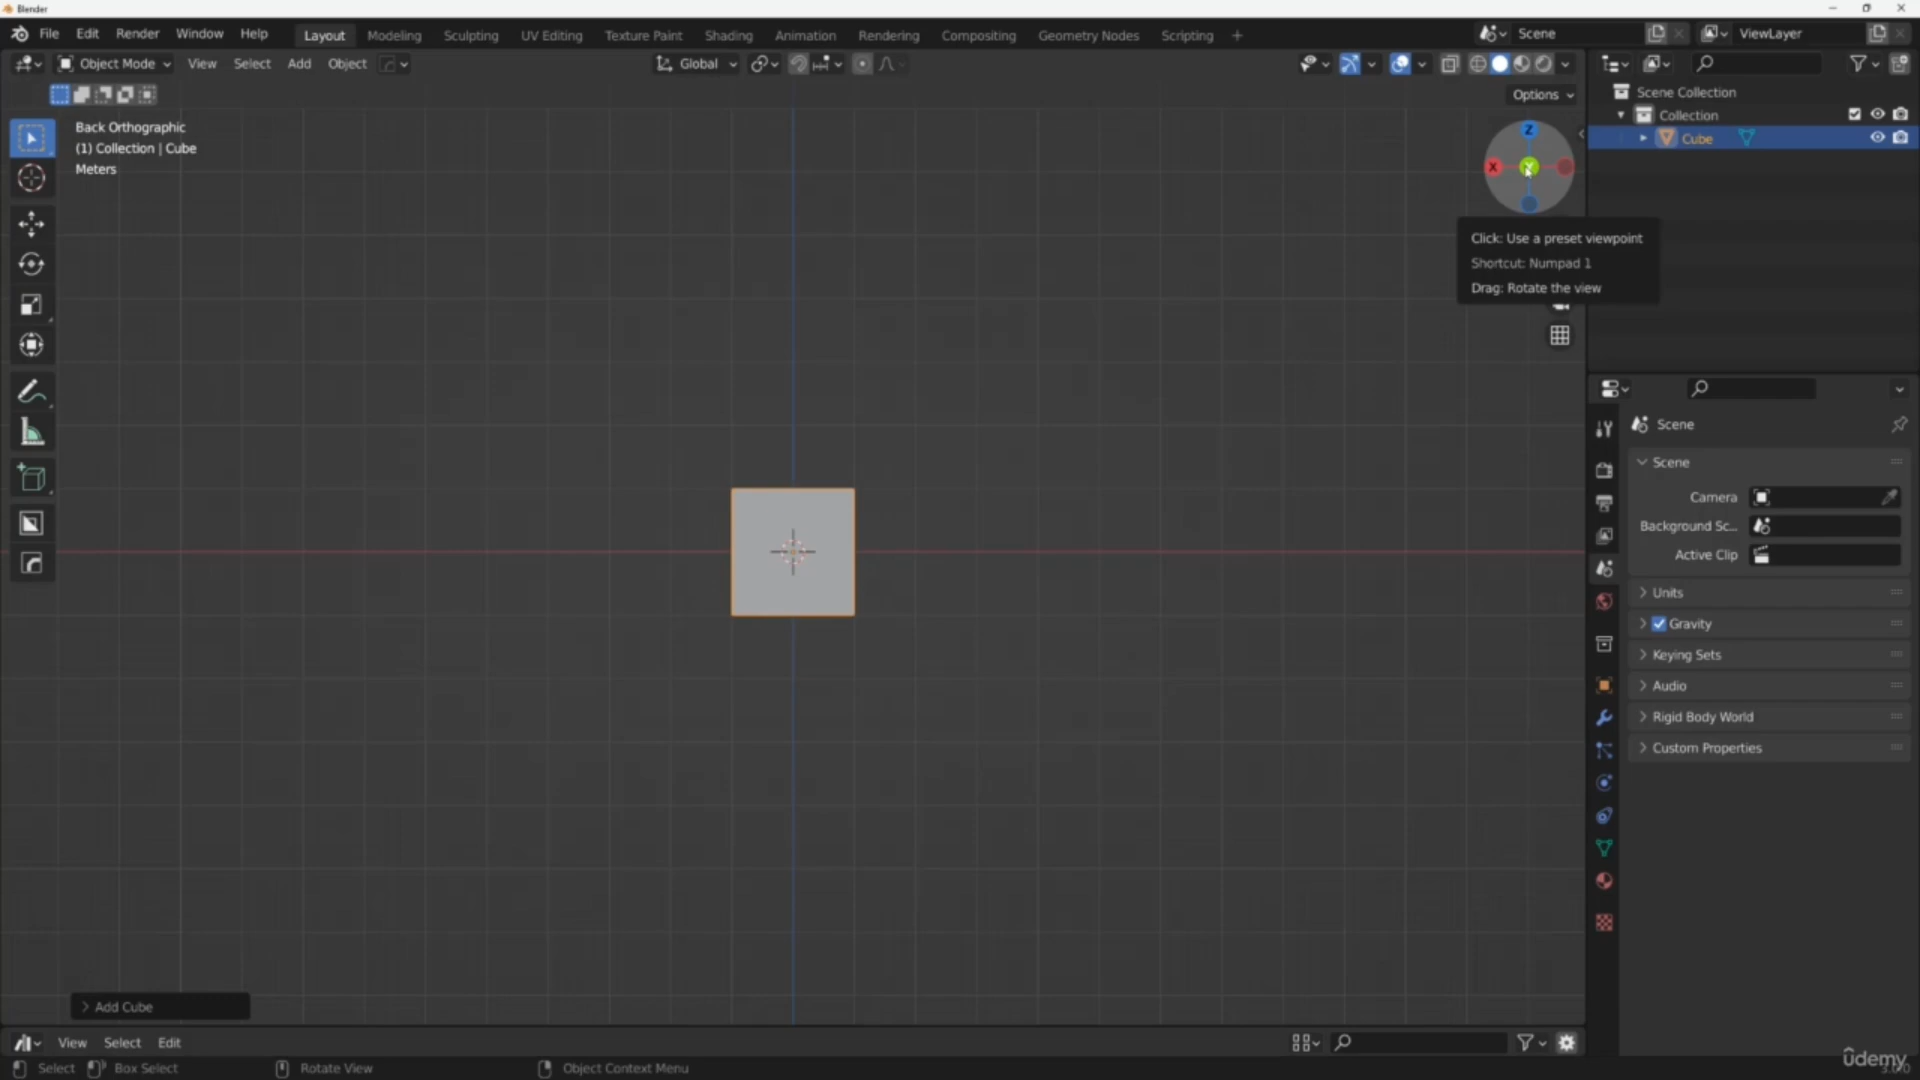 Blender
File Edit Render Window Help Layout Modeling Sculpting UV Editing Texture Paint Shading Animation Rendering Compositing Geometry Nodes Scripting + Scene ViewLayer
Object Mode View Select Add Object Global
Options
Scene Collection
Collection
Cube
Back Orthographic
(1) Collection | Cube
Meters
Z
X
Y
Click: Use a preset viewpoint
Shortcut: Numpad 1
Drag: Rotate the view
Scene
Scene
Camera
Background Sc...
Active Clip
Units
Gravity
Keying Sets
Audio
Rigid Body World
Custom Properties
Add Cube
View Select Edit
Select Box Select Rotate View Object Context Menu
ûdemy